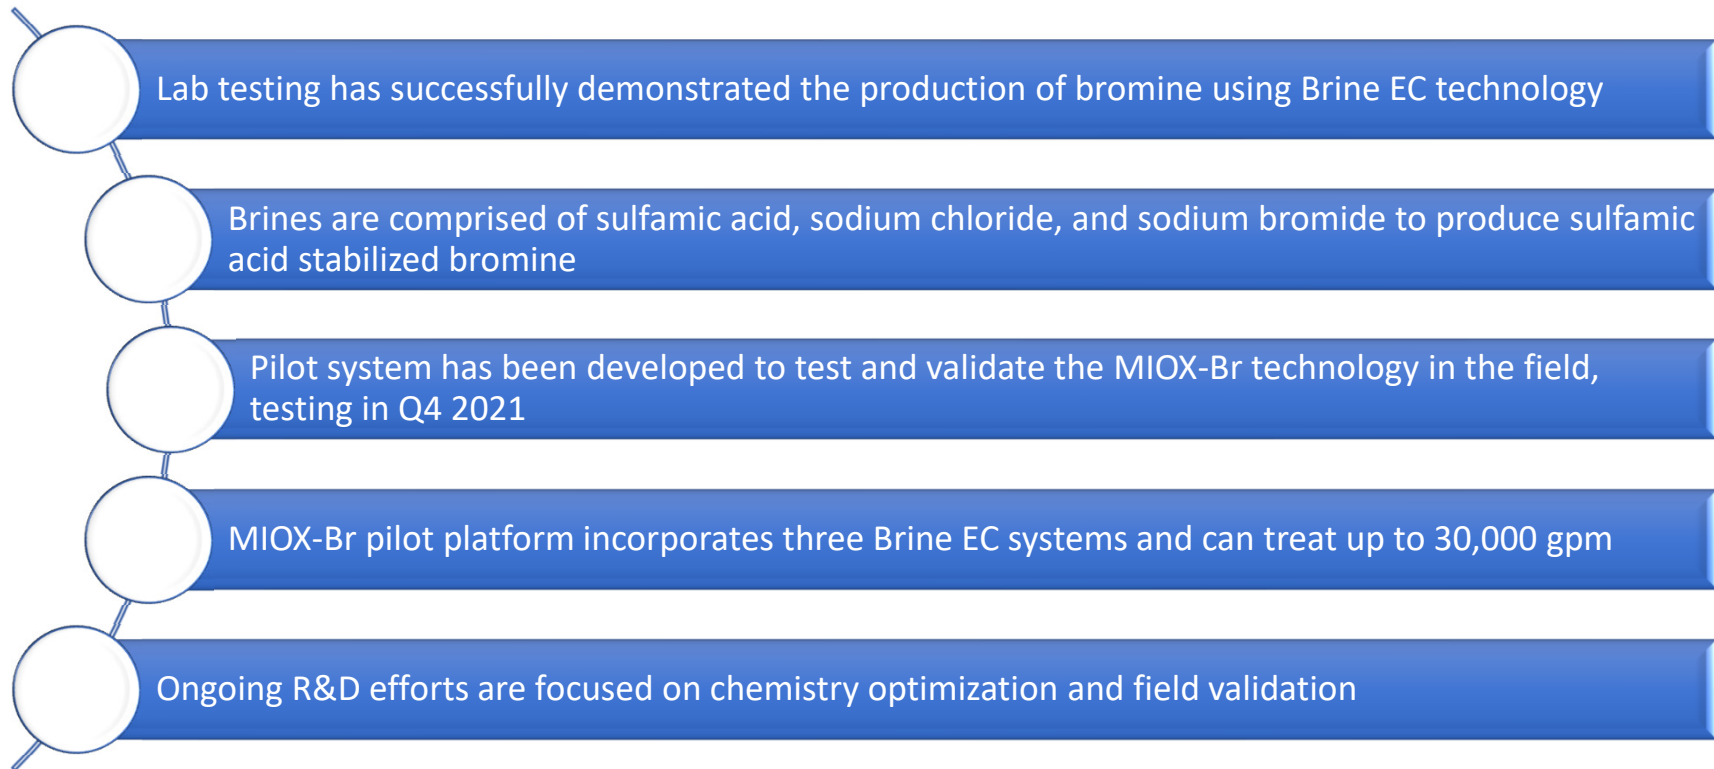 Lab testing has successfully demonstrated the production of bromine using Brine EC technology
Brines are comprised of sulfamic acid, sodium chloride, and sodium bromide to produce sulfamic
acid stabilized bromine
Pilot system has been developed to test and validate the MIOX-Br technology in the field,
testing in Q4 2021
MIOX-Br pilot platform incorporates three Brine EC systems and can treat up to 30,000 gpm
Ongoing R&D efforts are focused on chemistry optimization and field validation